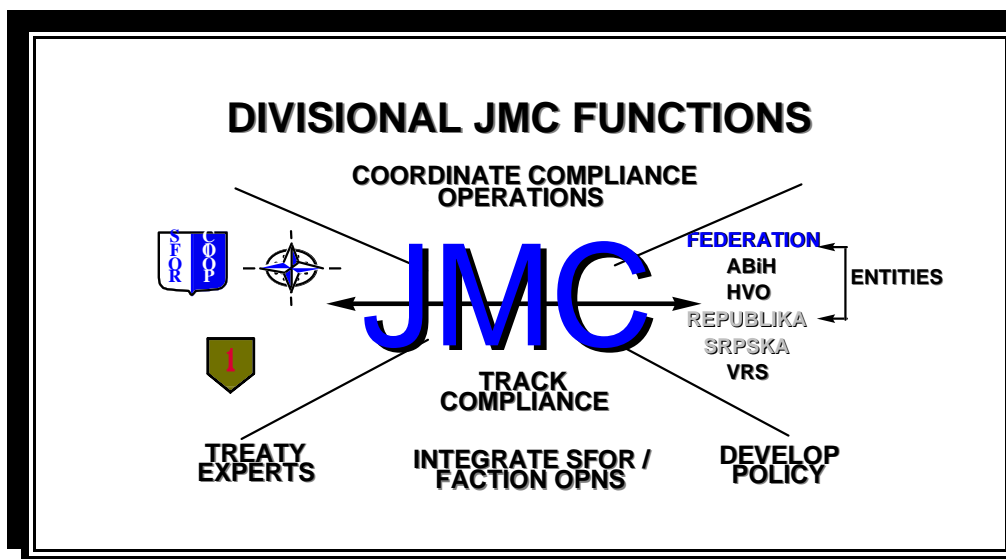 DIVISIONAL JMC FUNCTIONS
COORDINATE COMPLIANCE
OPERATIONS
SFOR
COOP
JMC
FEDERATION
ABiH
HVO
REPUBLIKA
SRPSKA
VRS
ENTITIES
1
TRACK
COMPLIANCE
TREATY
EXPERTS
INTEGRATE SFOR /
FACTION OPNS
DEVELOP
POLICY